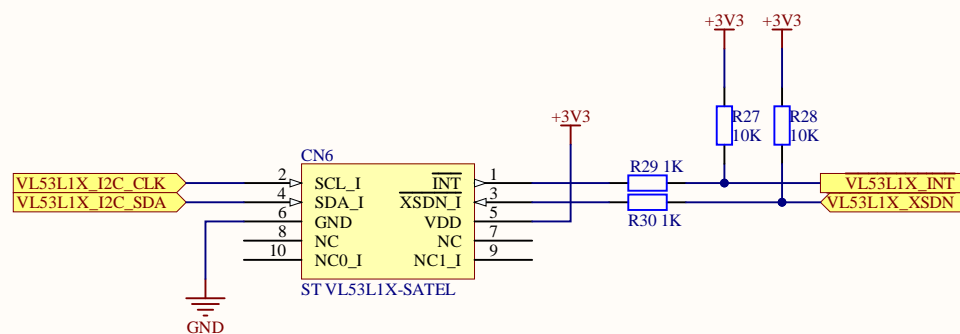 +3V3 +3V3
R27 R28
10K 10K
+3V3
CN6
R29 1K
VL53L1X_I2C_CLK 2 SCL_I INT 1 VL53L1X_INT
VL53L1X_I2C_SDA 4 SDA_I XSDN_I 3 VL53L1X_XSDN
R30 1K
6 GND VDD 5
8 NC NC 7
10 NC0_I NC1_I 9
ST VL53L1X-SATEL
GND